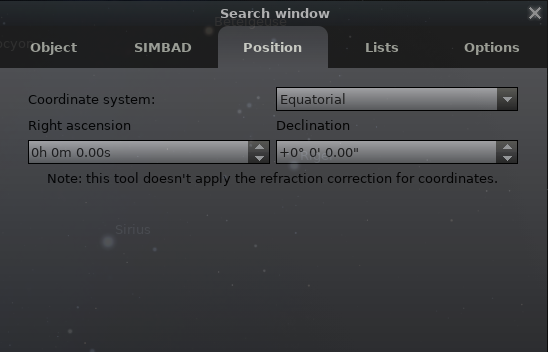 Search window
Object
SIMBAD
Position
Lists
Options
Coordinate system:
Equatorial
Right ascension
Declination
0h 0m 0.00s
+0° 0' 0.00"
Note: this tool doesn't apply the refraction correction for coordinates.
Sirius